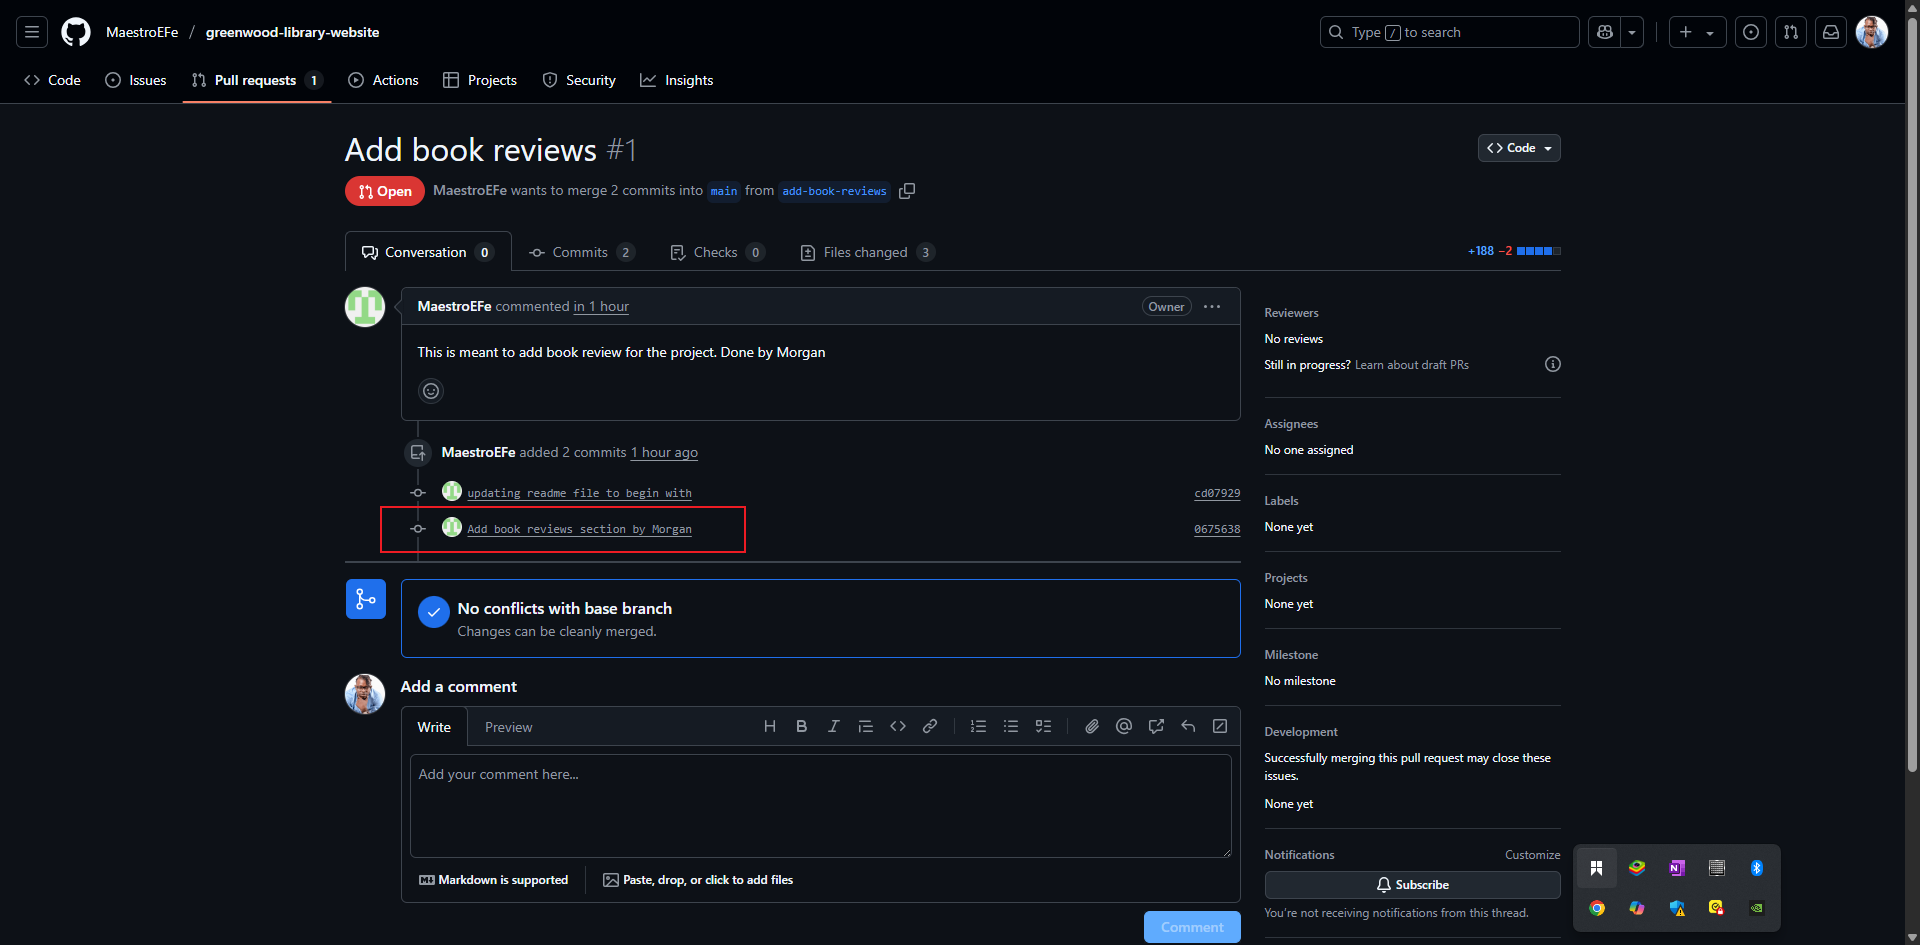 MaestroEFe / greenwood-library-website
Type / to search
Code
Issues
Pull requests 1
Actions
Projects
Security
Insights
Add book reviews #1
Code
Open
MaestroEFe wants to merge 2 commits into main from add-book-reviews
Conversation 0
Commits 2
Checks 0
Files changed 3
+188 −2
MaestroEFe commented in 1 hour
Owner
This is meant to add book review for the project. Done by Morgan
MaestroEFe added 2 commits 1 hour ago
updating readme file to begin with
cd07929
Add book reviews section by Morgan
0675638
No conflicts with base branch
Changes can be cleanly merged.
Add a comment
Write
Preview
Add your comment here...
Markdown is supported
Paste, drop, or click to add files
Comment
Reviewers
No reviews
Still in progress? Learn about draft PRs
Assignees
No one assigned
Labels
None yet
Projects
None yet
Milestone
No milestone
Development
Successfully merging this pull request may close these
issues.
None yet
Notifications
Customize
Subscribe
You're not receiving notifications from this thread.